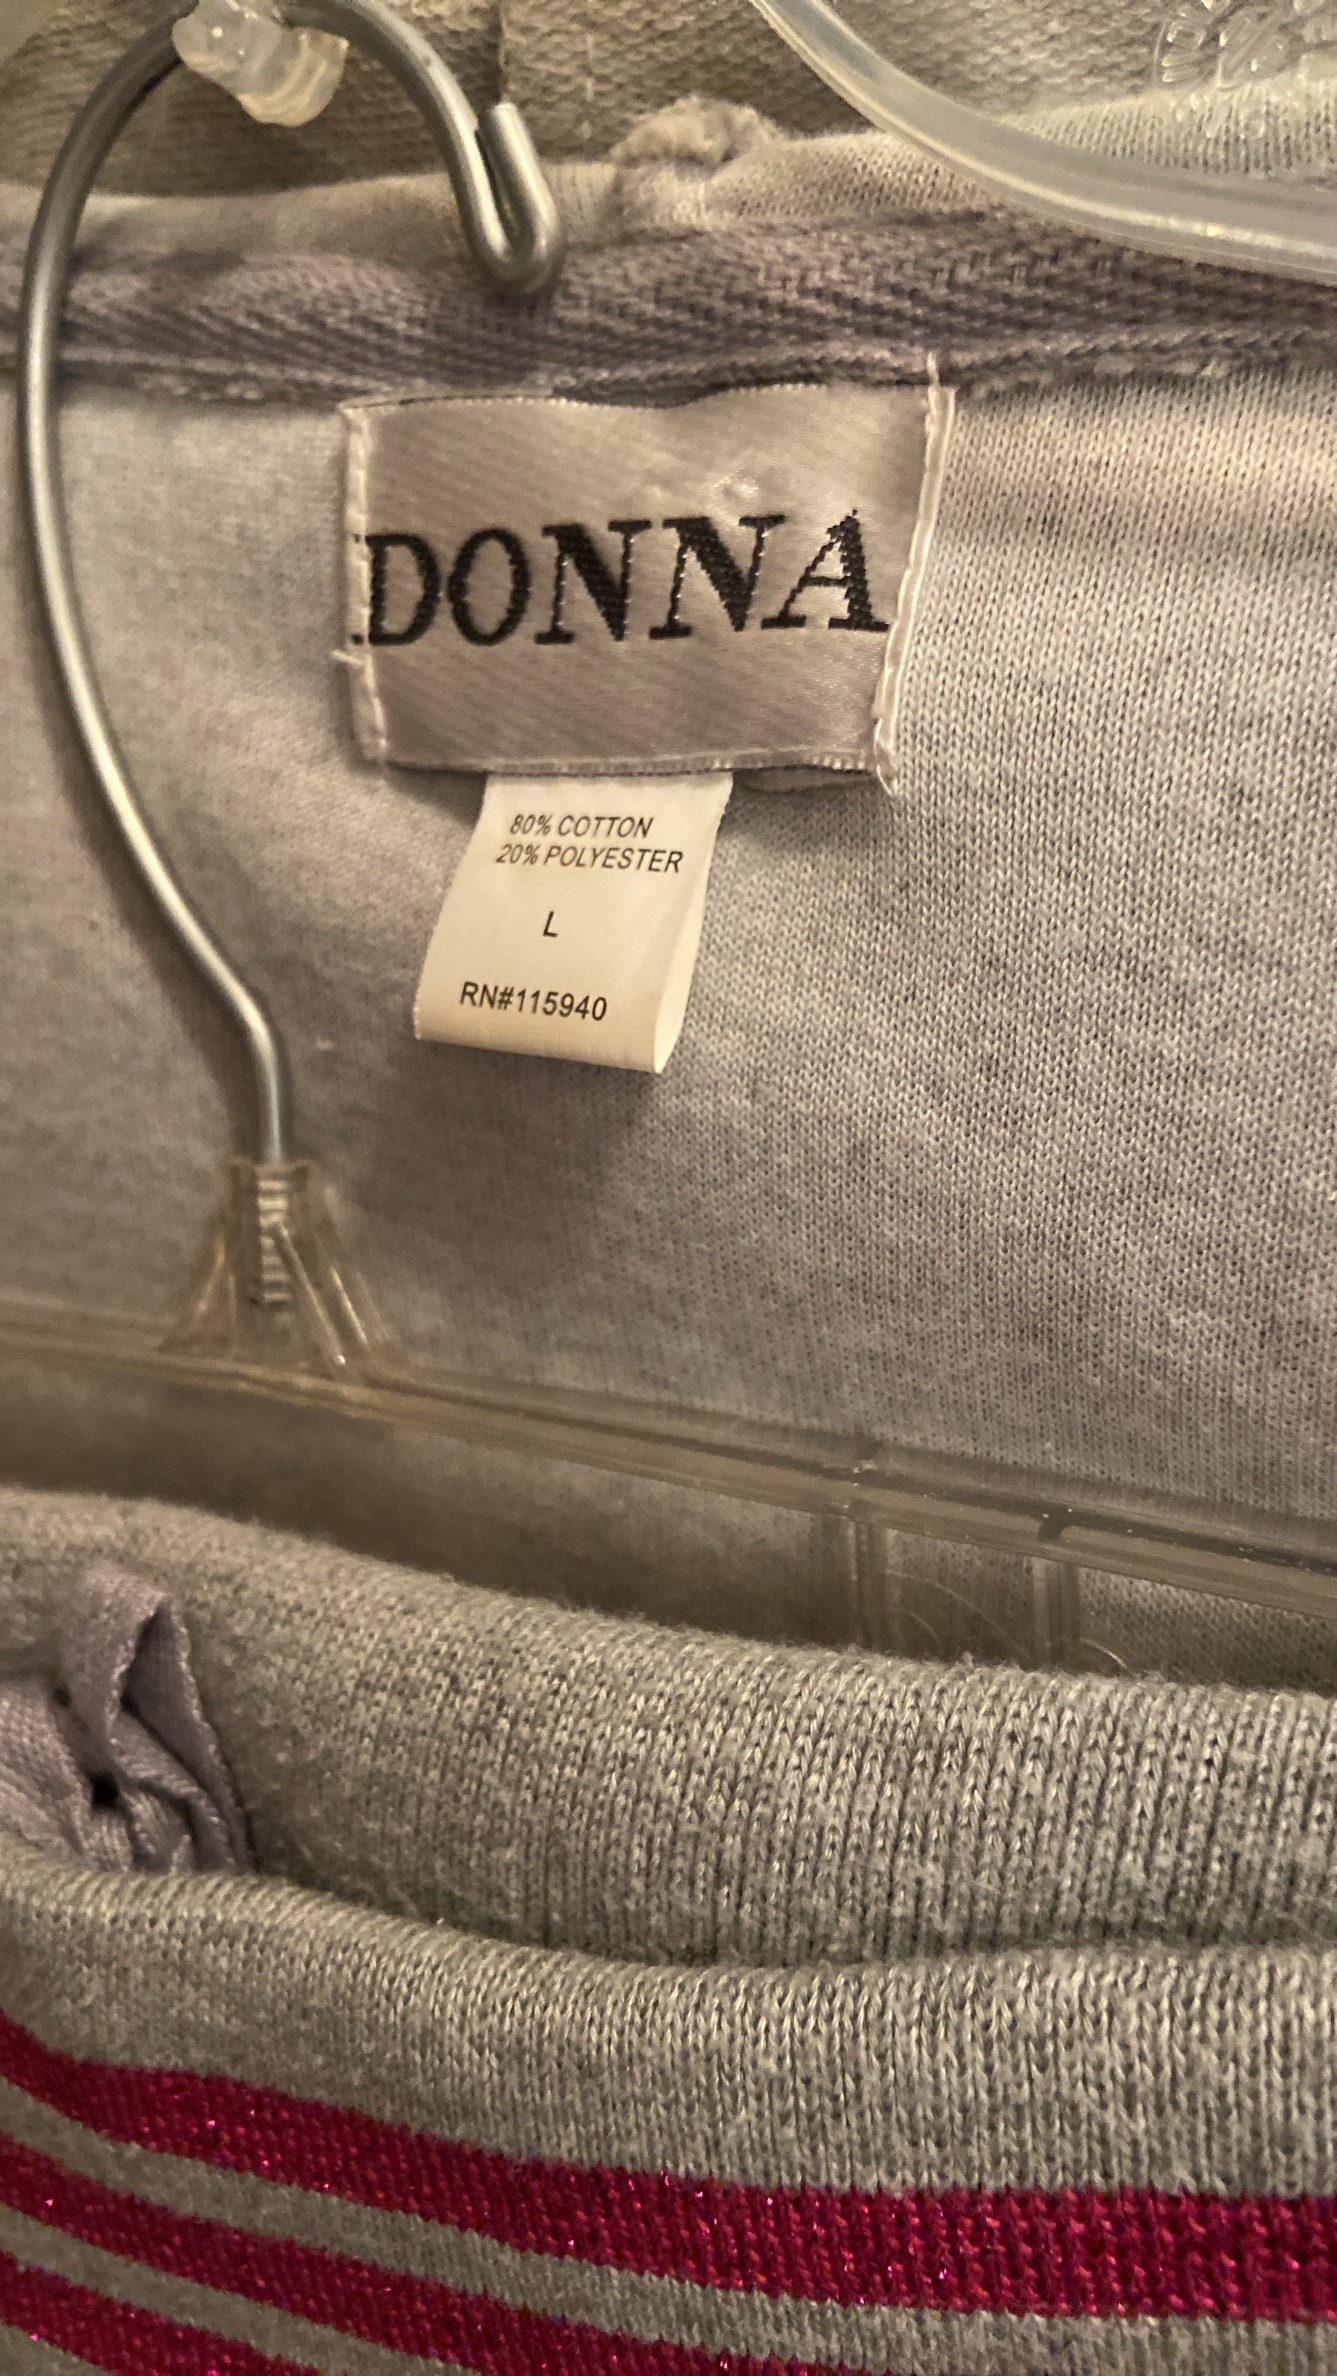 DONNA
80% COTTON
20% POLYESTER
L
RN#115940